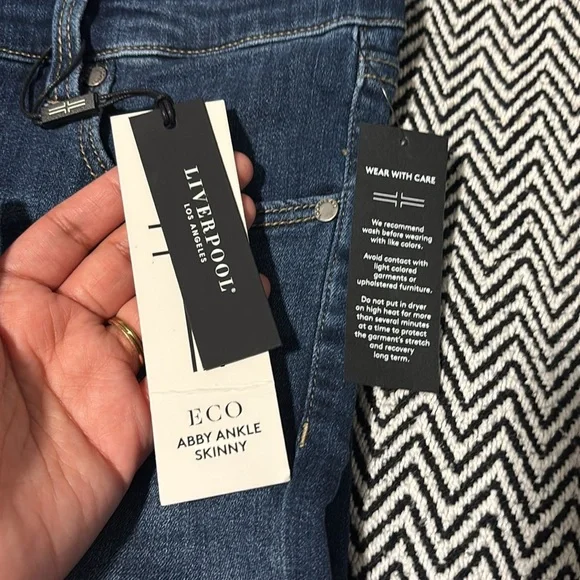 LIVERPOOL®
LOS ANGELES
ECO
ABBY ANKLE
SKINNY
WEAR WITH CARE
We recommend
wash before wearing
with like colors.
Avoid contact with
light colored
garments or
upholstered furniture.
Do not put in dryer
on high heat for more
than several minutes
at a time to protect
the garment's stretch
and recovery
long term.